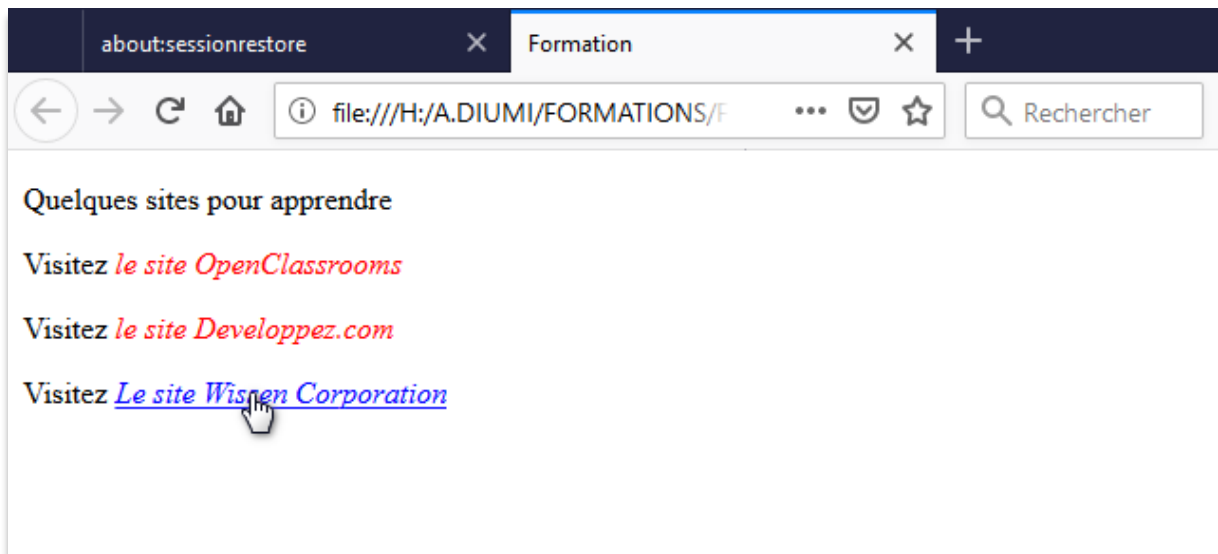 about:sessionrestore
Formation
file:///H:/A.DIUMI/FORMATIONS/F
Rechercher
Quelques sites pour apprendre
Visitez le site OpenClassrooms
Visitez le site Developpez.com
Visitez Le site Wissen Corporation